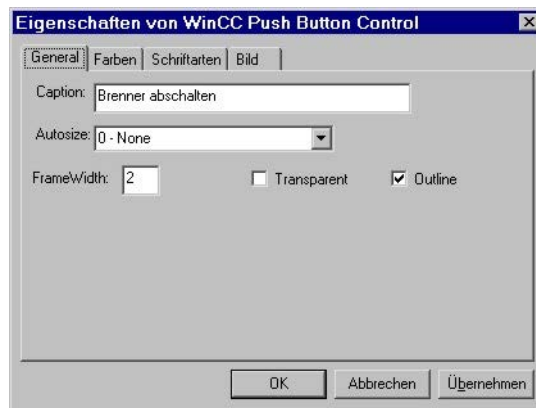 Eigenschaften von WinCC Push Button Control
General Farben Schriftarten Bild
Caption: Brenner abschalten
Autosize: 0 - None
FrameWidth: 2 Transparent Outline
OK Abbrechen Übernehmen